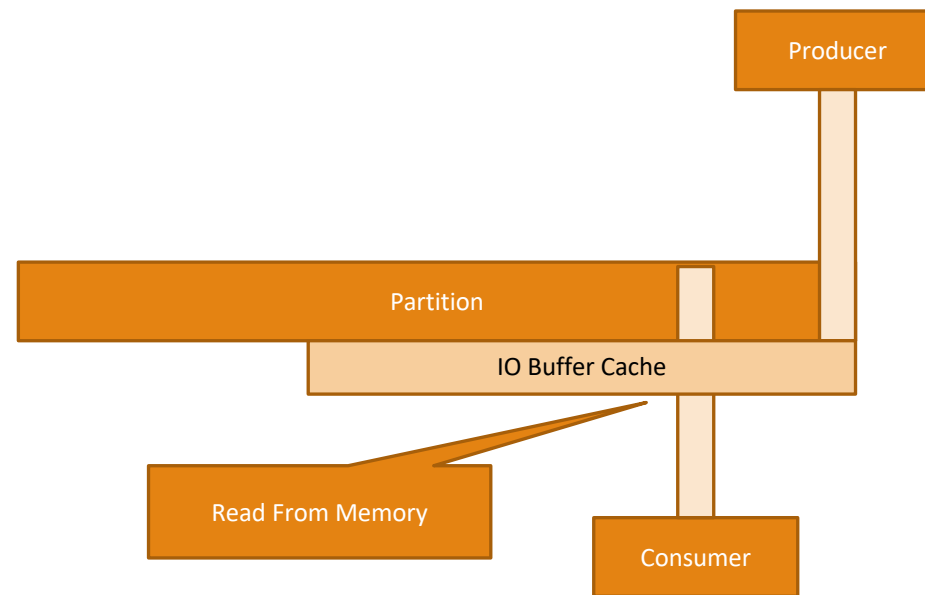 Producer
Partition
IO Buffer Cache
Read From Memory
Consumer